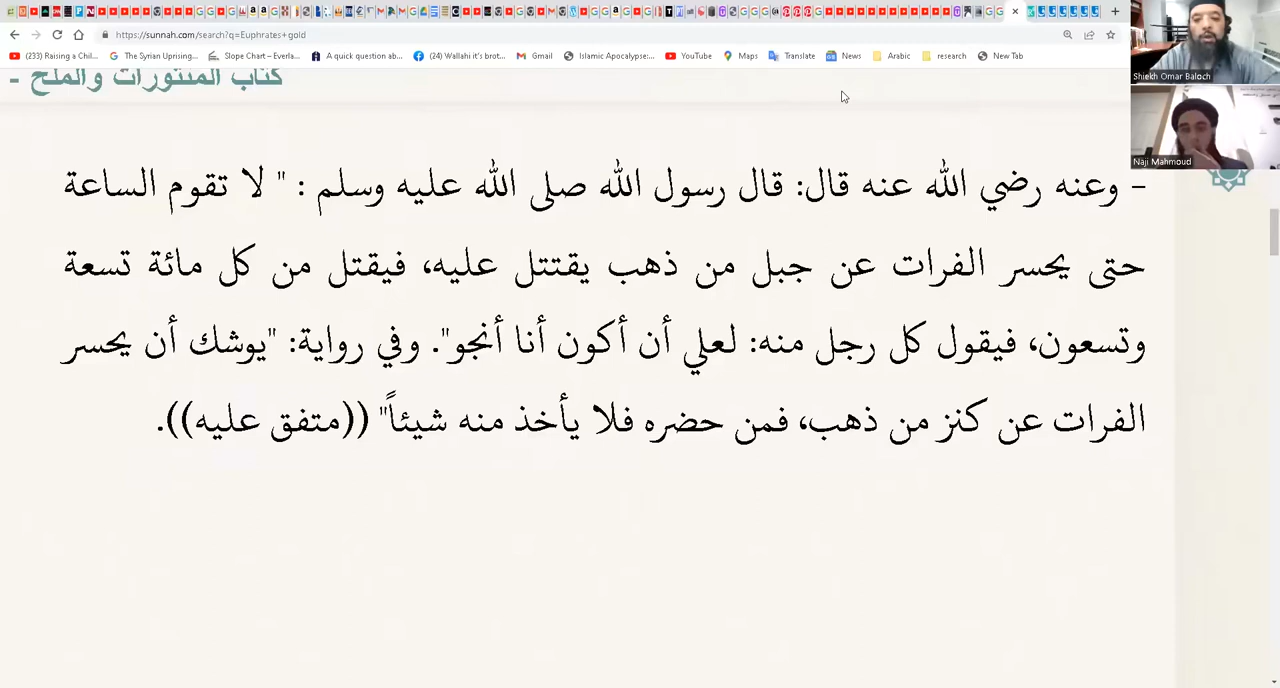 https://sunnah.com/search?q=Euphrates+gold
(233) Raising a Chil...
The Syrian Uprising...
Slope Chart – Everla...
A quick question ab...
(24) Wallahi it's brot...
Gmail
Islamic Apocalypse:...
YouTube
Maps
Translate
News
Arabic
research
New Tab
Shiekh Omar Baloch
Naji Mahmoud
كتاب المنثورات والملح -
- وعنه رضي الله عنه قال: قال رسول الله صلى الله عليه وسلم : " لا تقوم الساعة
حتى يحسر الفرات عن جبل من ذهب يقتتل عليه، فيقتل من كل مائة تسعة
وتسعون، فيقول كل رجل منه: لعلي أن أكون أنا أنجو". وفي رواية: "يوشك أن يحسر
الفرات عن كنز من ذهب، فمن حضره فلا يأخذ منه شيئاً" ((متفق عليه)).